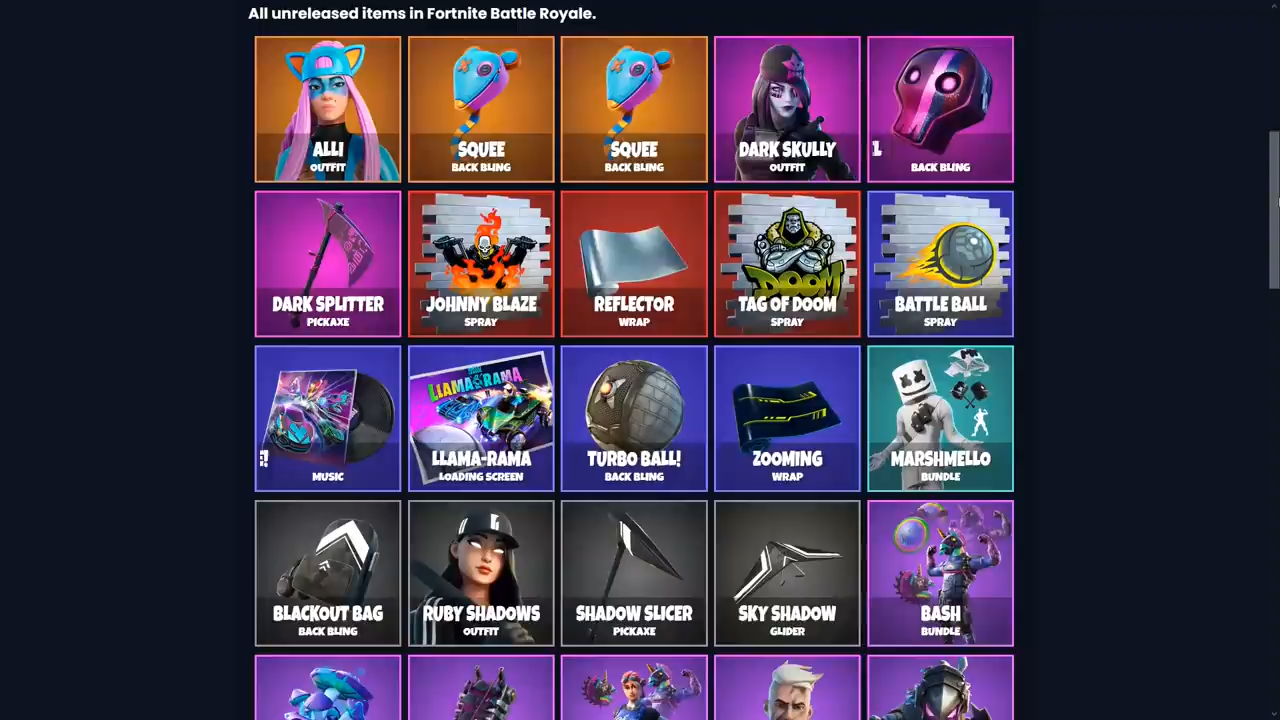 All unreleased items in Fortnite Battle Royale.
ALLI
OUTFIT
SQUEE
BACK BLING
SQUEE
BACK BLING
DARK SKULLY
OUTFIT
L
BACK BLING
DARK SPLITTER
PICKAXE
JOHNNY BLAZE
SPRAY
REFLECTOR
WRAP
DOOM
TAG OF DOOM
SPRAY
BATTLE BALL
SPRAY
!
MUSIC
LLAMA-RAMA
LLAMA-RAMA
LOADING SCREEN
TURBO BALL!
BACK BLING
ZOOMING
WRAP
MARSHMELLO
BUNDLE
BLACKOUT BAG
BACK BLING
RUBY SHADOWS
OUTFIT
SHADOW SLICER
PICKAXE
SKY SHADOW
GLIDER
BASH
BUNDLE